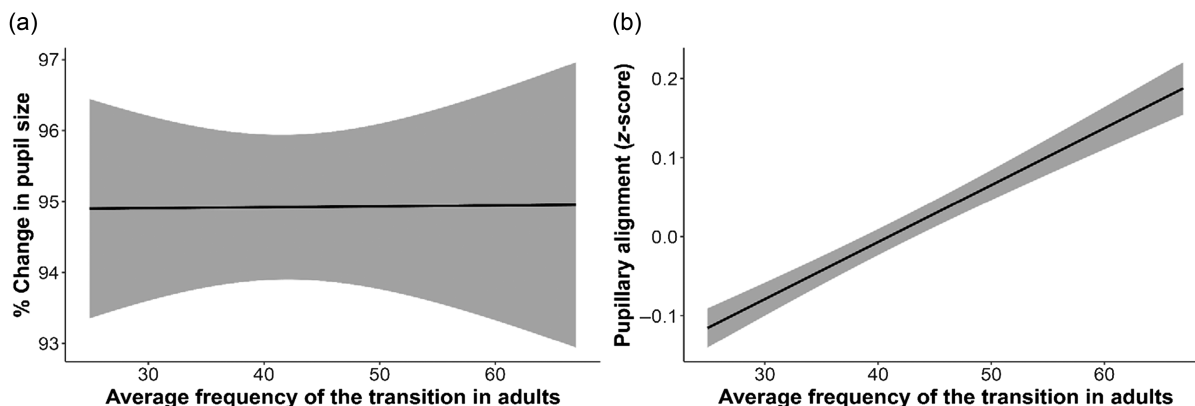 (a)
(b)
% Change in pupil size
97
96
95
94
93
30
40
50
60
Average frequency of the transition in adults
Pupillary alignment (z-score)
0.2
0.1
0.0
–0.1
30
40
50
60
Average frequency of the transition in adults